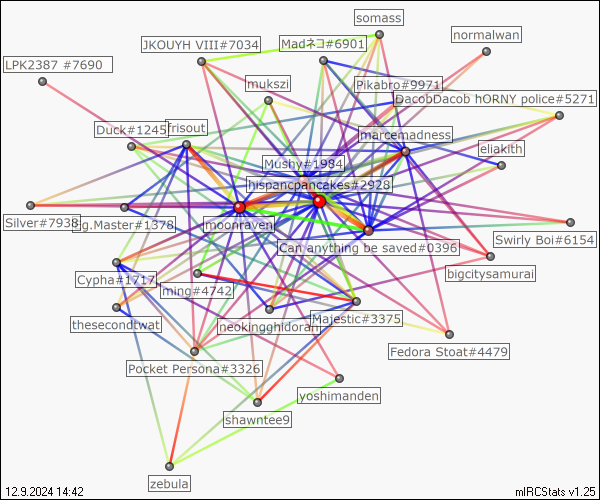 somass
normalwan
JKOUYH VIII#7034
Madネコ#6901
LPK2387 #7690
mukszi
Pikabro#9971
DacobDacob hORNY police#5271
Duck#1245
frisout
marcemadness
eliakith
Mushy#1984
hispancpancakes#2928
Silver#7938
.g.Master#1378
moonraven
Can anything be saved#0396
Swirly Boi#6154
Cypha#1717
ming#4742
bigcitysamurai
thesecondtwat
neokingghidorah
Majestic#3375
Fedora Stoat#4479
Pocket Persona#3326
yoshimanden
shawntee9
zebula
12.9.2024 14:42
mIRCStats v1.25